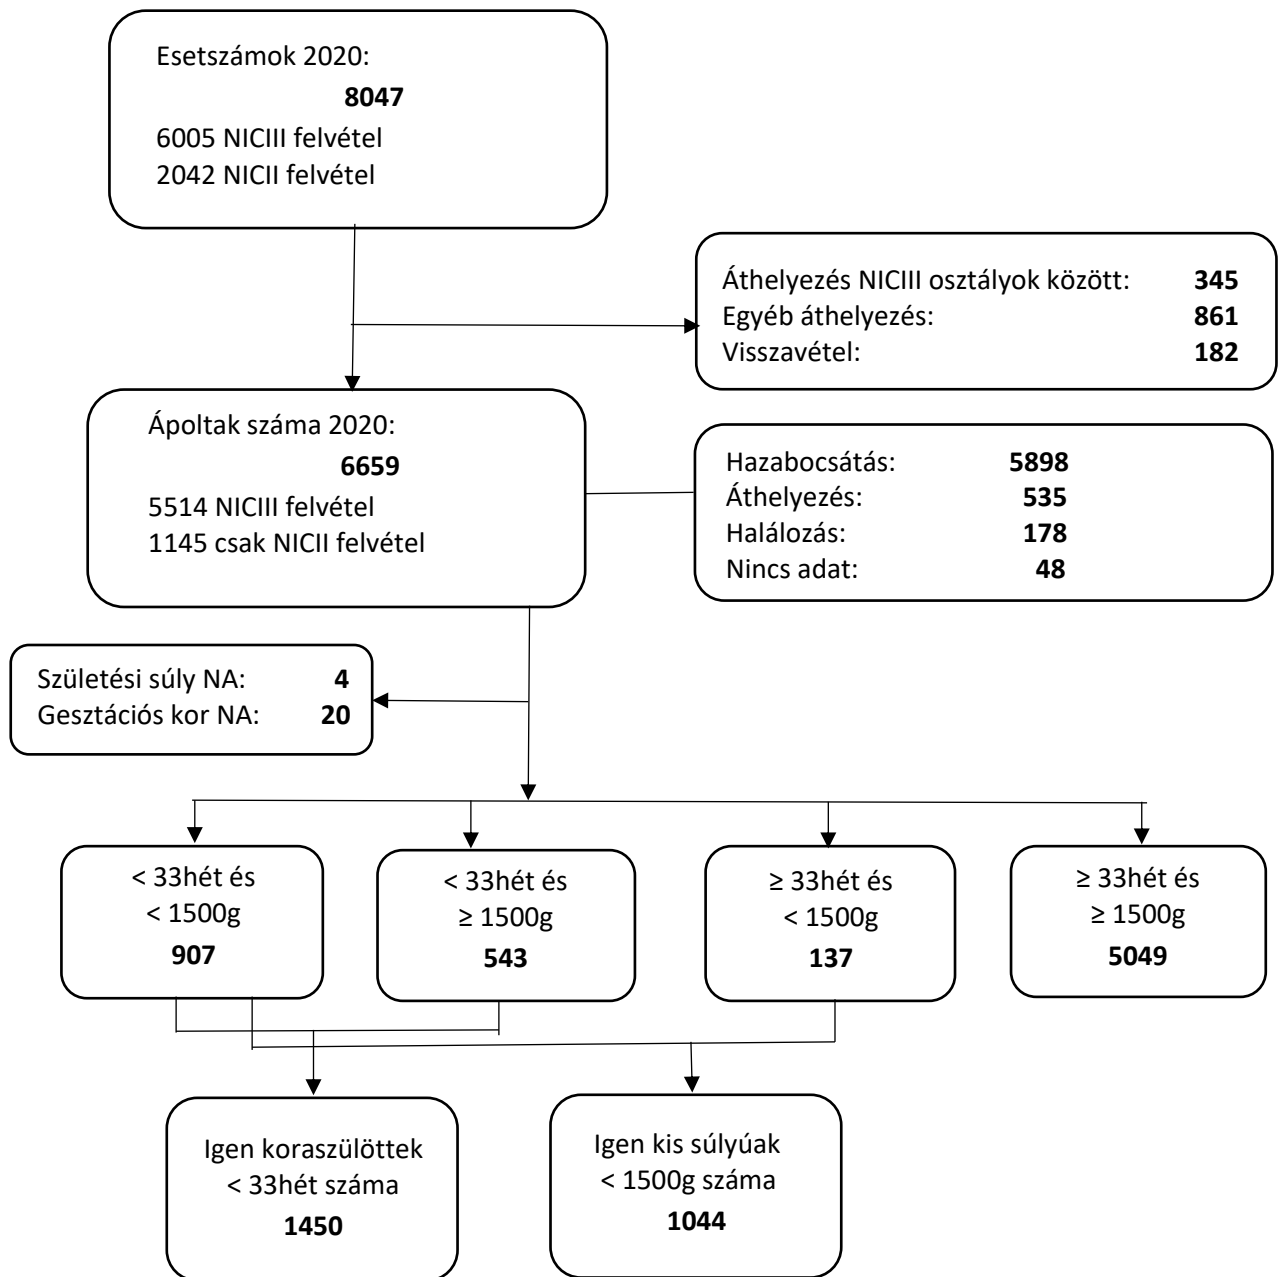 Esetszámok 2020:
8047
6005 NICIII felvétel
2042 NICII felvétel
Áthelyezés NICIII osztályok között: 345
Egyéb áthelyezés: 861
Visszavétel: 182
Ápoltak száma 2020:
6659
5514 NICIII felvétel
1145 csak NICII felvétel
Hazabocsátás: 5898
Áthelyezés: 535
Halálozás: 178
Nincs adat: 48
Születési súly NA: 4
Gesztációs kor NA: 20
< 33hét és
< 1500g
907
< 33hét és
≥ 1500g
543
≥ 33hét és
< 1500g
137
≥ 33hét és
≥ 1500g
5049
Igen koraszülöttek
< 33hét száma
1450
Igen kis súlyúak
< 1500g száma
1044